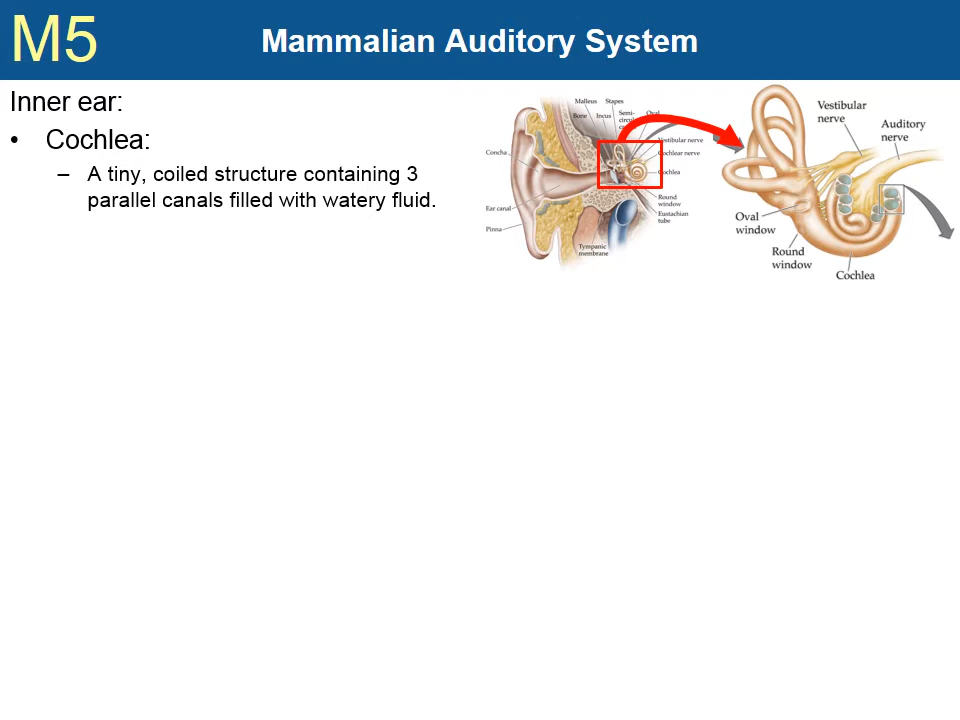 M5
Mammalian Auditory System
Inner ear:
• Cochlea:
– A tiny, coiled structure containing 3
parallel canals filled with watery fluid.
Malleus
Stapes
Bone
Incus
Semi-
circul
Oval
Concha
Vestibular nerve
Cochlear nerve
Cochlea
Ear canal
Round
window
Eustachian
tube
Pinna
Tympanic
membrane
Vestibular
nerve
Auditory
nerve
Oval
window
Round
window
Cochlea